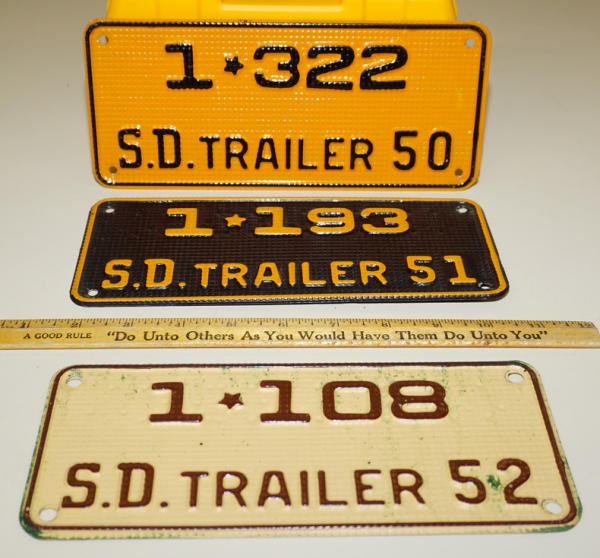 1★322
S.D. TRAILER 50
1★193
S.D. TRAILER 51
A GOOD RULE "Do Unto Others As You Would Have Them Do Unto You"
1★108
S.D. TRAILER 52